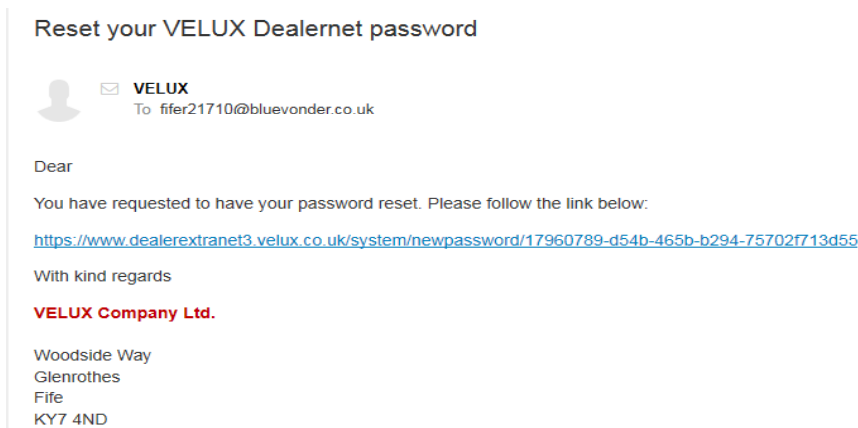 Reset your VELUX Dealernet password
VELUX
To fifer21710@bluevonder.co.uk
Dear
You have requested to have your password reset. Please follow the link below:
https://www.dealerextranet3.velux.co.uk/system/newpassword/17960789-d54b-465b-b294-75702f713d55
With kind regards
VELUX Company Ltd.
Woodside Way
Glenrothes
Fife
KY7 4ND